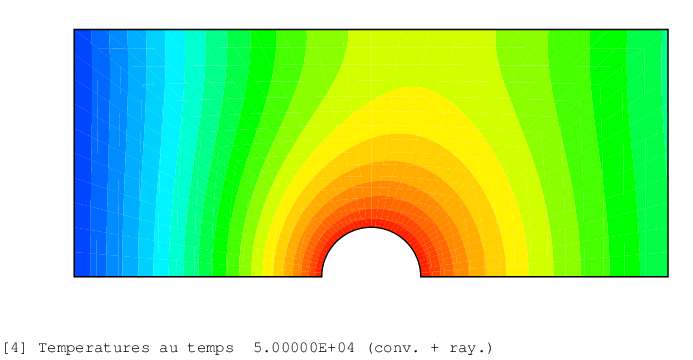 [4] Temperatures au temps  5.00000E+04 (conv. + ray.)